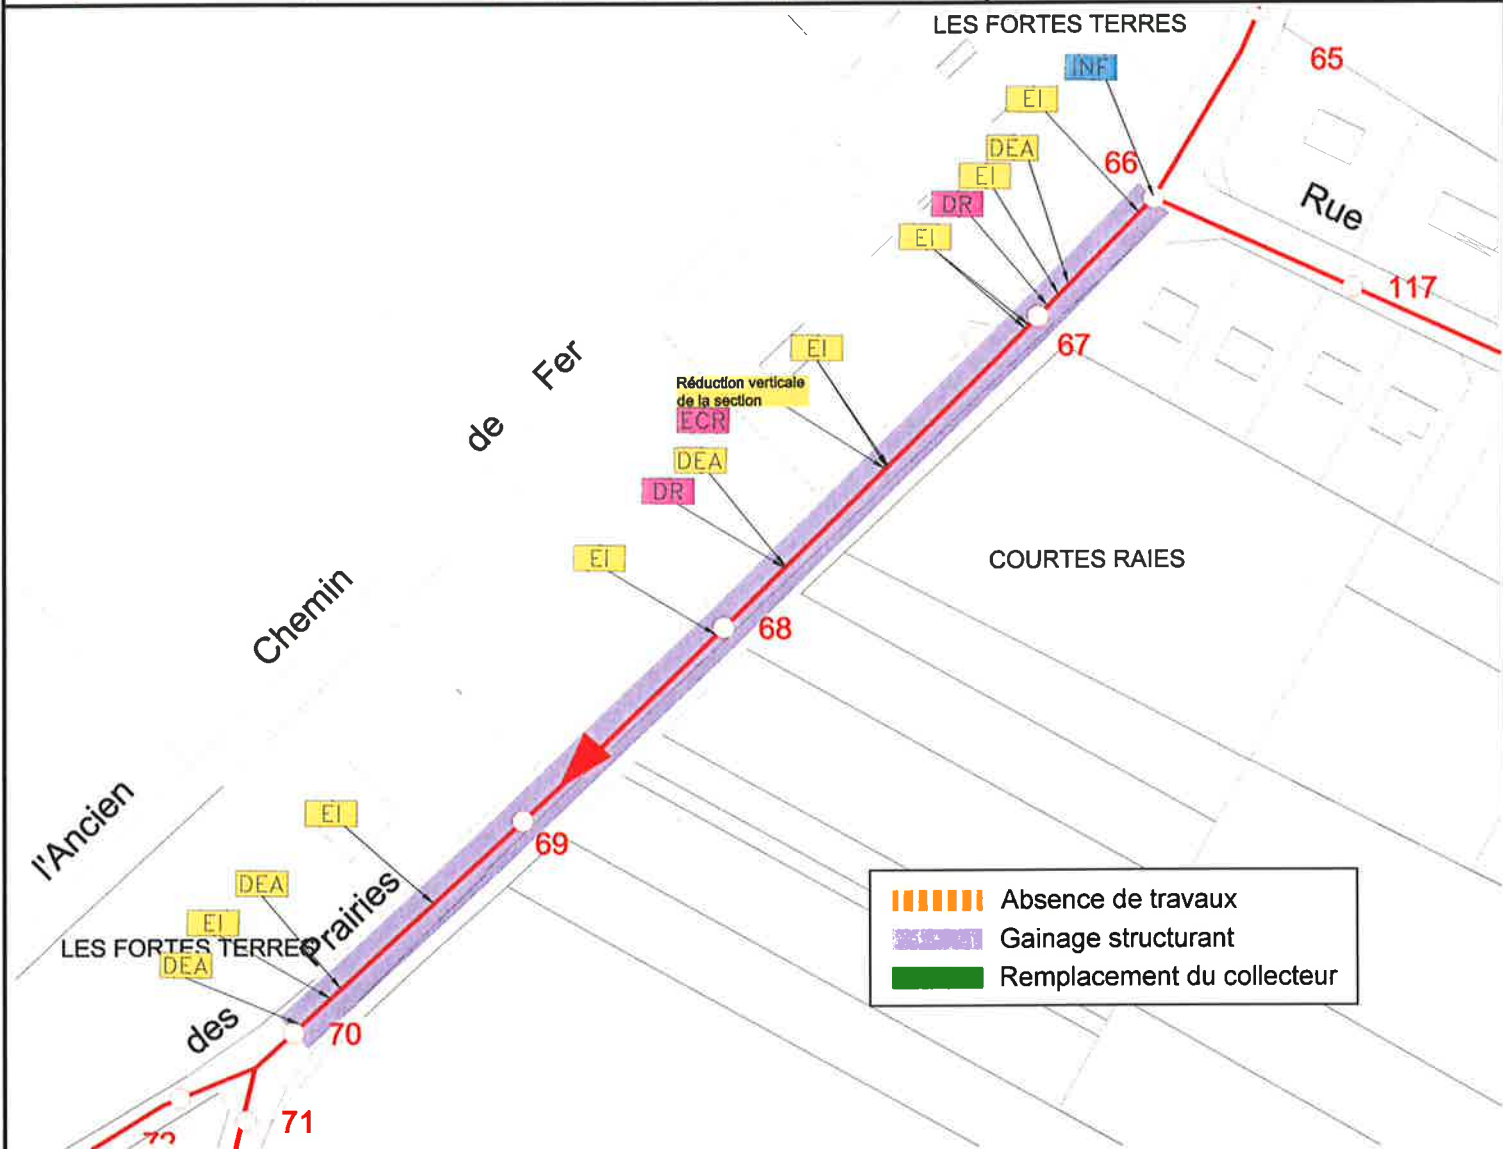 LES FORTES TERRES
65
INF
EI
DEA
66
EI
DR
Rue
EI
117
67
EI
Fer
Réduction verticale
de la section
ECR
de
DEA
DR
EI
COURTES RAIES
Chemin
68
EI
l'Ancien
69
DEA
Prairies
EI
LES FORTES TERRES
DEA
des
70
71
72
Absence de travaux
Gainage structurant
Remplacement du collecteur